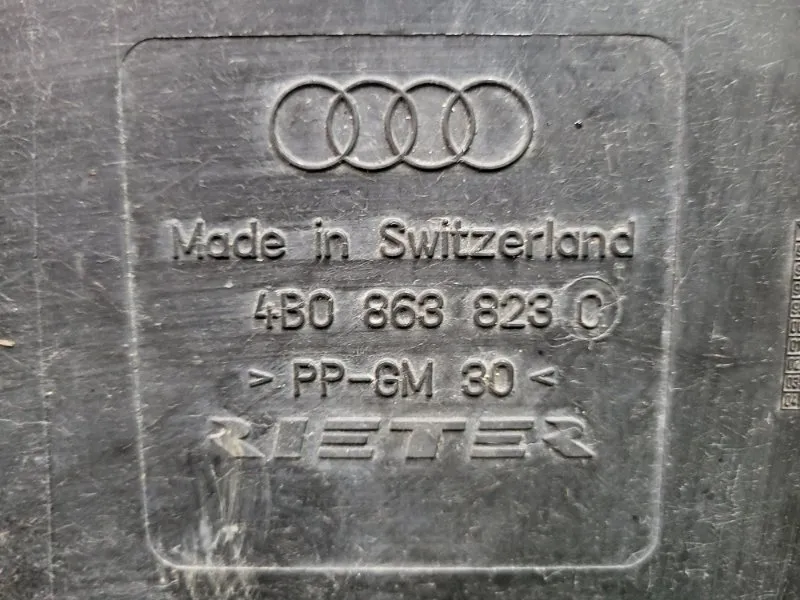 Made in Switzerland
4B0 863 823 C
> PP-GM 30 <
RIETER